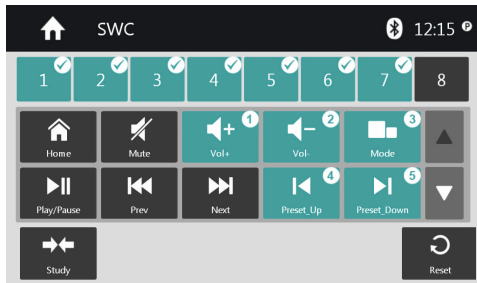 SWC 12:15 P
1 2 3 4 5 6 7 8
1 2 3
Home Mute Vol+ Vol- Mode
4 5
Play/Pause Prev Next Preset_Up Preset_Down
Study Reset